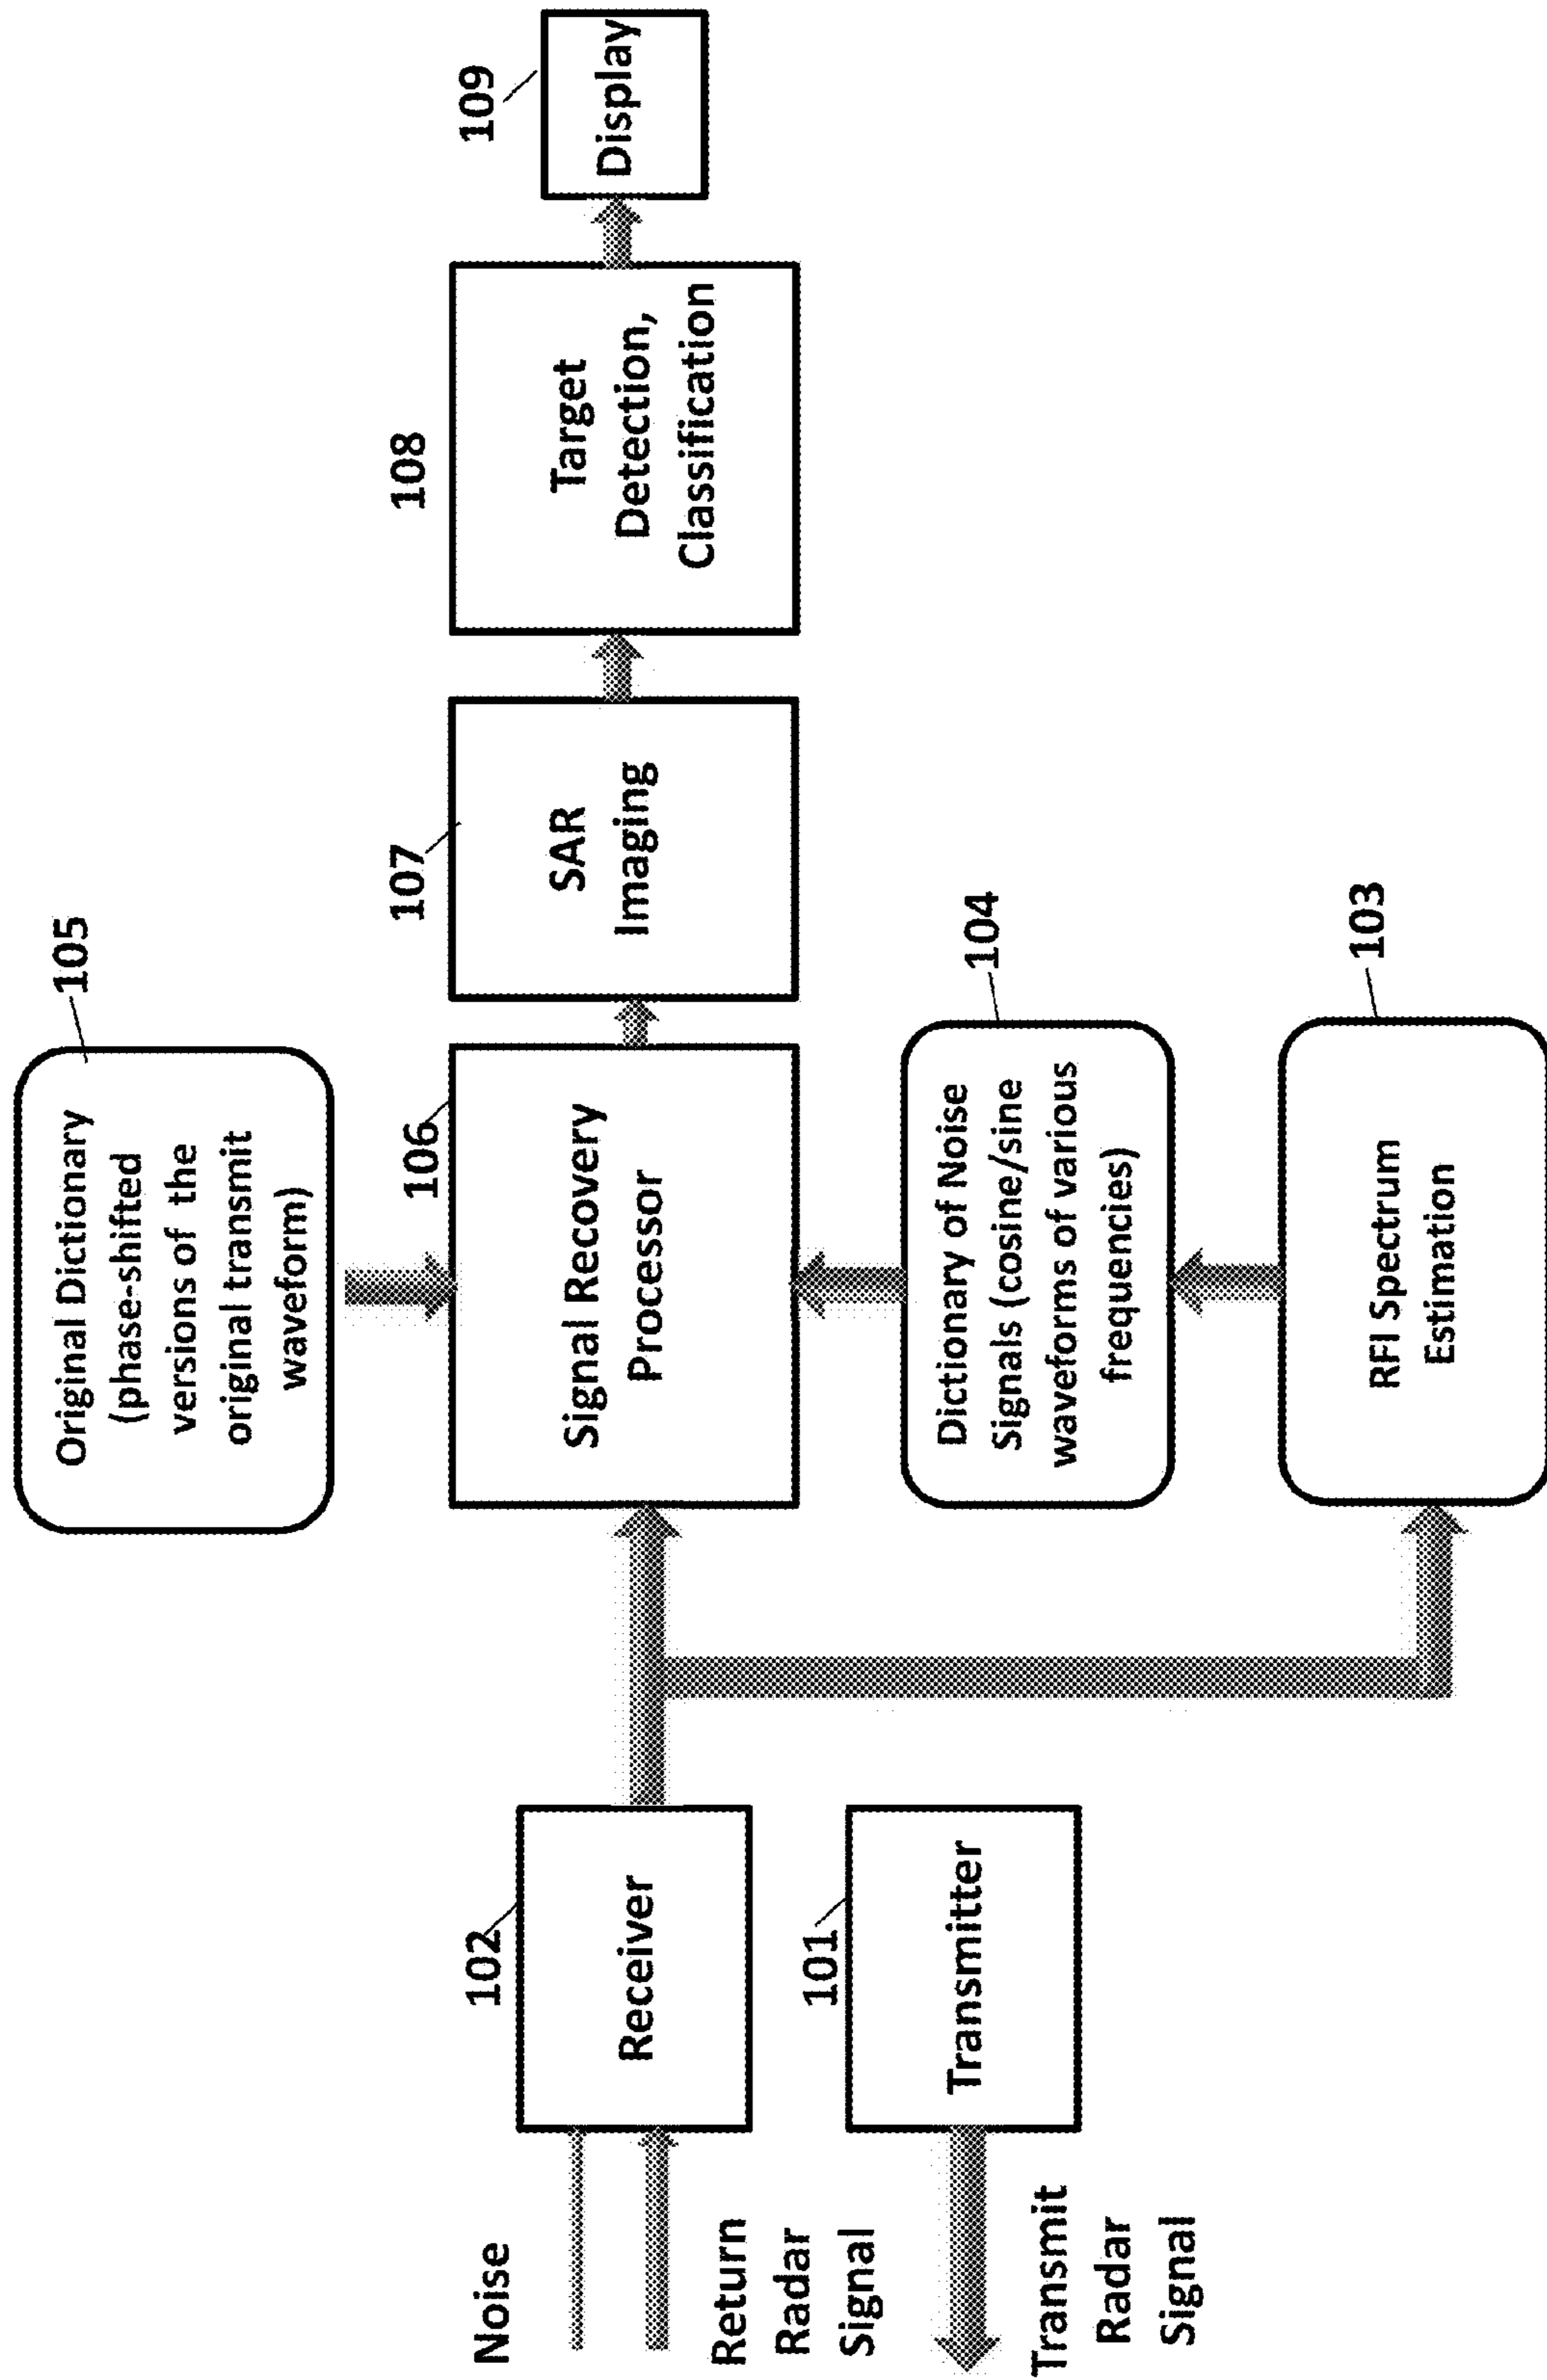 Noise
Return
Radar
Signal
Transmit
Radar
Signal
102
Receiver
101
Transmitter
105
Original Dictionary
(phase-shifted
versions of the
original transmit
waveform)
106
Signal Recovery
Processor
104
Dictionary of Noise
Signals (cosine/sine
waveforms of various
frequencies)
103
RFI Spectrum
Estimation
107
SAR
Imaging
108
Target
Detection,
Classification
109
Display